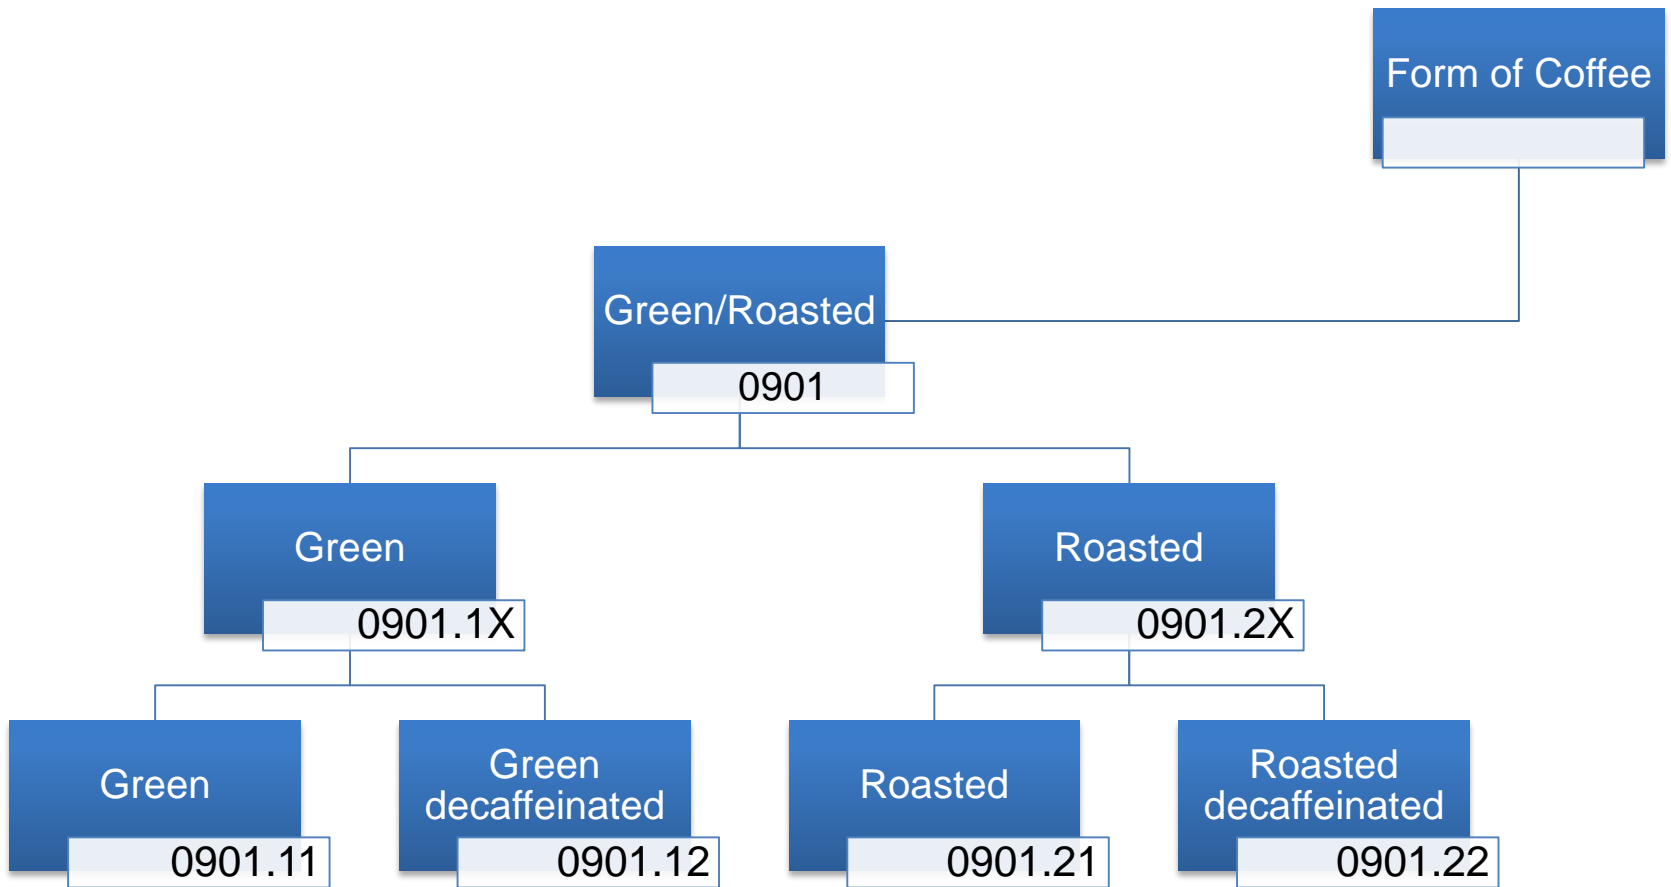 Form of Coffee
Green/Roasted
0901
Green
0901.1X
Roasted
0901.2X
Green
0901.11
Green
decaffeinated
0901.12
Roasted
0901.21
Roasted
decaffeinated
0901.22